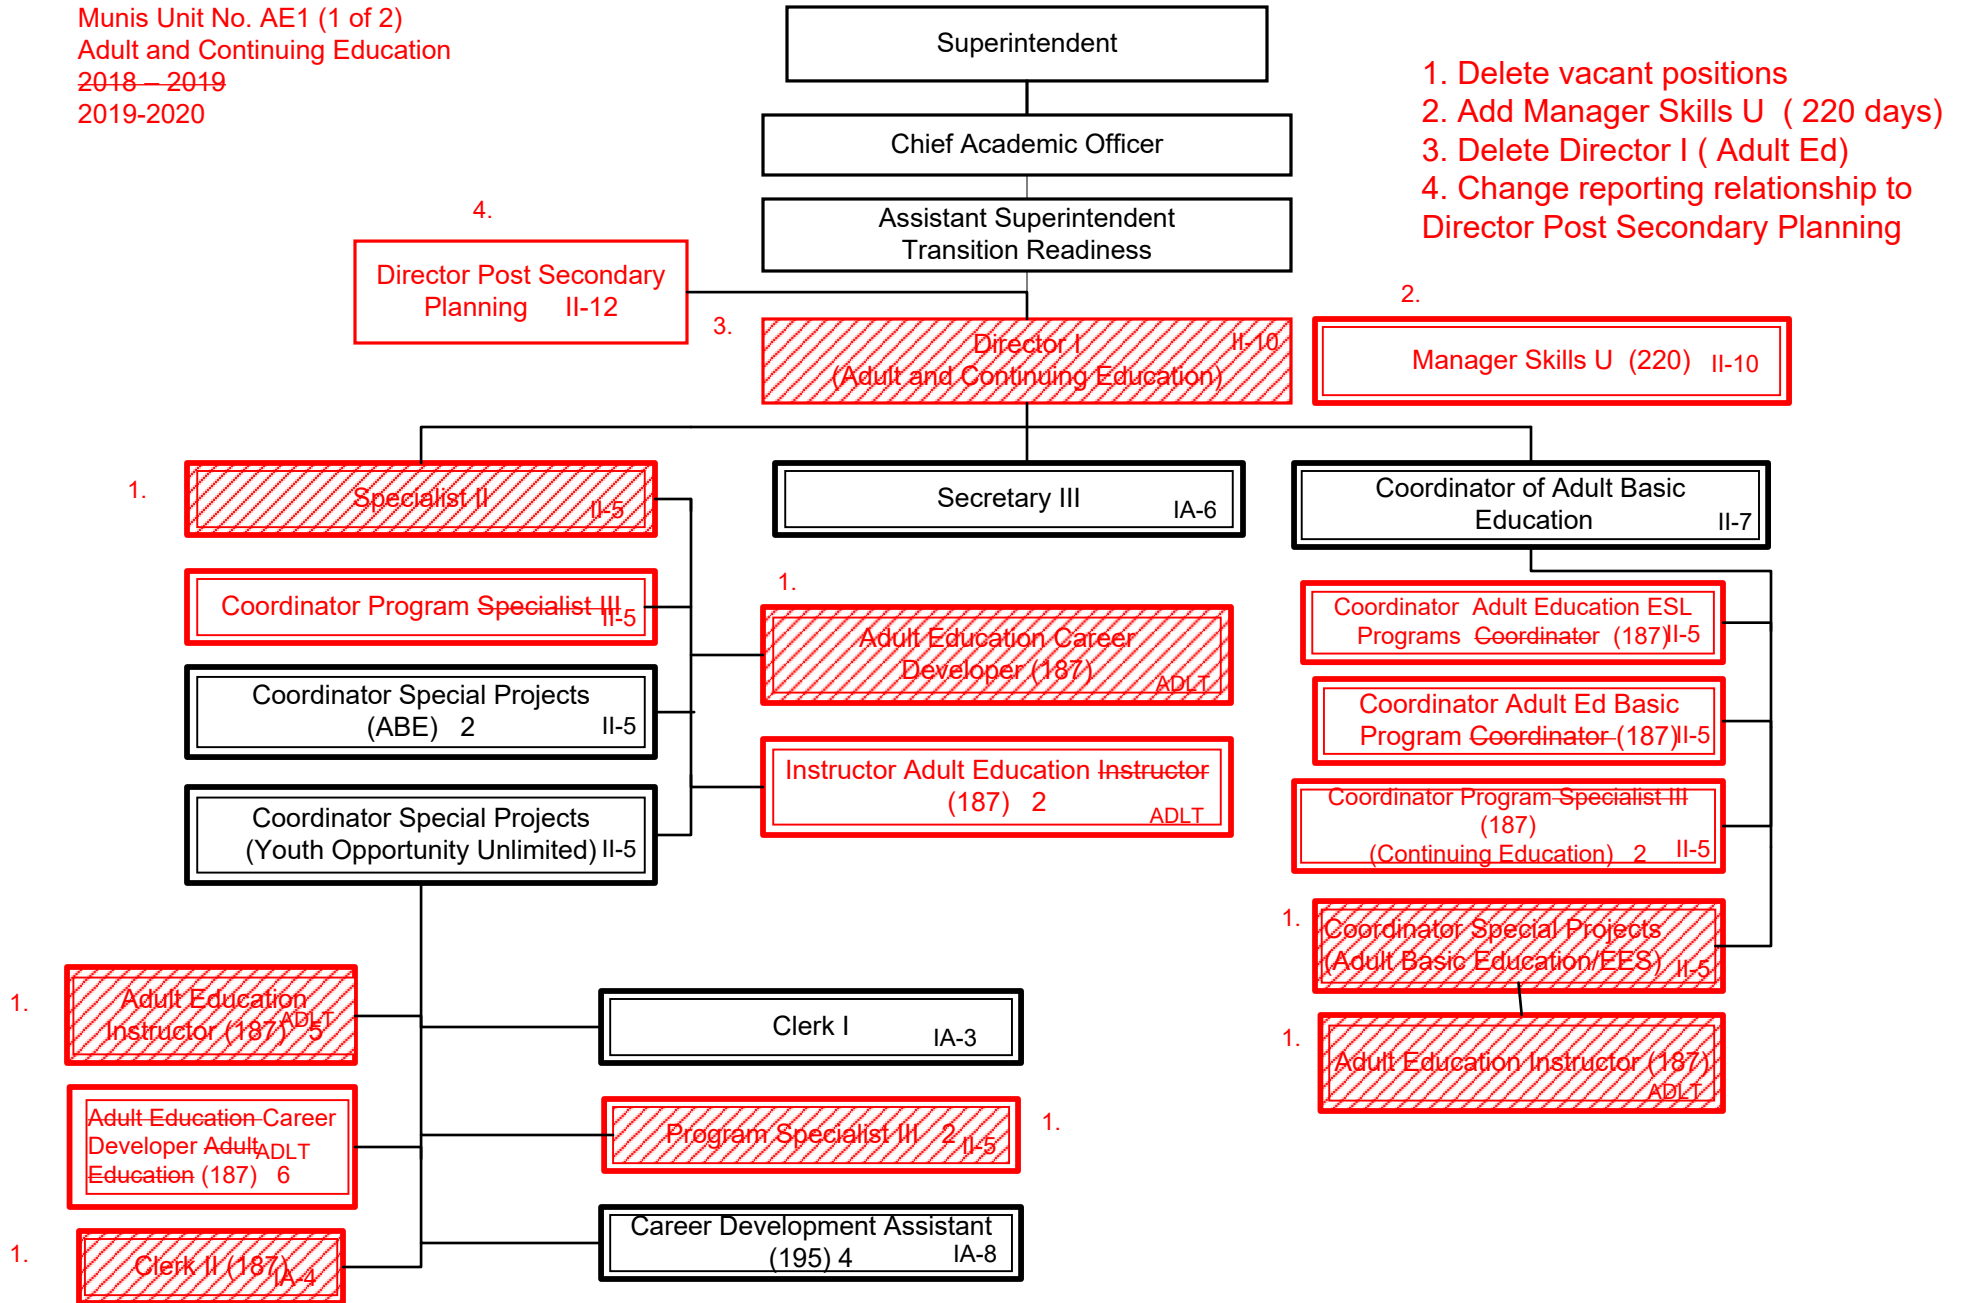 Munis Unit No. AE1 (1 of 2)
Adult and Continuing Education
2018 – 2019
2019-2020
Superintendent
Chief Academic Officer
Assistant Superintendent
Transition Readiness
1. Delete vacant positions
2. Add Manager Skills U ( 220 days)
3. Delete Director I ( Adult Ed)
4. Change reporting relationship to
Director Post Secondary Planning
4.
Director Post Secondary
Planning II-12
3.
Director I
II-10
(Adult and Continuing Education)
2.
Manager Skills U (220) II-10
1.
Specialist II
II-5
Secretary III
IA-6
Coordinator of Adult Basic
Education
II-7
Coordinator Program Specialist III
II-5
1.
Adult Education Career
Developer (187)
ADLT
Coordinator Adult Education ESL
Programs Coordinator (187)
II-5
Coordinator Special Projects
(ABE) 2
II-5
Coordinator Adult Ed Basic
Program Coordinator (187)
II-5
Instructor Adult Education Instructor
(187) 2
ADLT
Coordinator Special Projects
(Youth Opportunity Unlimited)
II-5
Coordinator Program Specialist III
(187)
(Continuing Education) 2
II-5
1.
Coordinator Special Projects
(Adult Basic Education/EES)
II-5
1.
Adult Education
Instructor (187) 5
ADLT
Clerk I
IA-3
1.
Adult Education Instructor (187)
ADLT
Adult Education Career
Developer Adult
Education (187) 6
ADLT
Program Specialist III 2
II-5
1.
1.
Clerk II (187)
IA-4
Career Development Assistant
(195) 4
IA-8